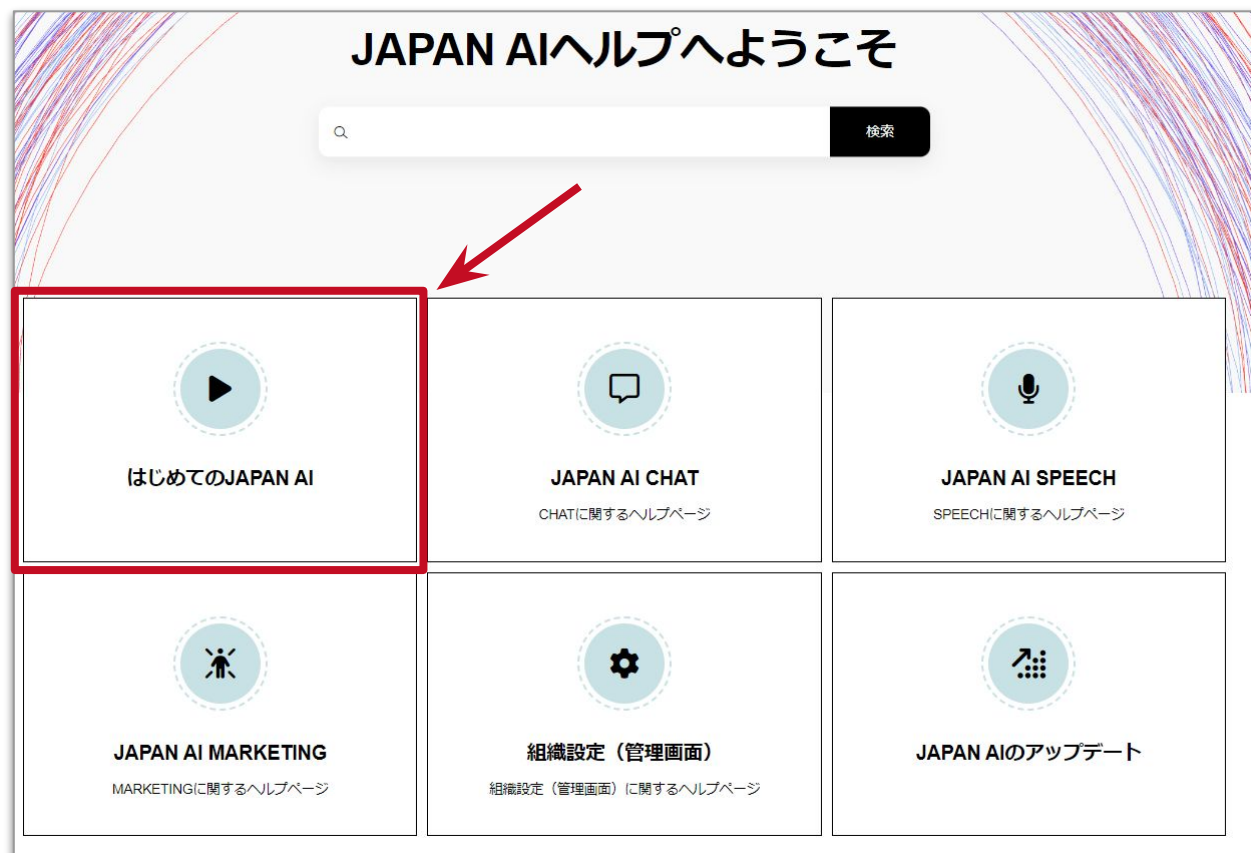 JAPAN AIヘルプへようこそ
検索
はじめてのJAPAN AI
JAPAN AI CHAT
CHATに関するヘルプページ
JAPAN AI SPEECH
SPEECHに関するヘルプページ
JAPAN AI MARKETING
MARKETINGに関するヘルプページ
組織設定（管理画面）
組織設定（管理画面）に関するヘルプページ
JAPAN AIのアップデート